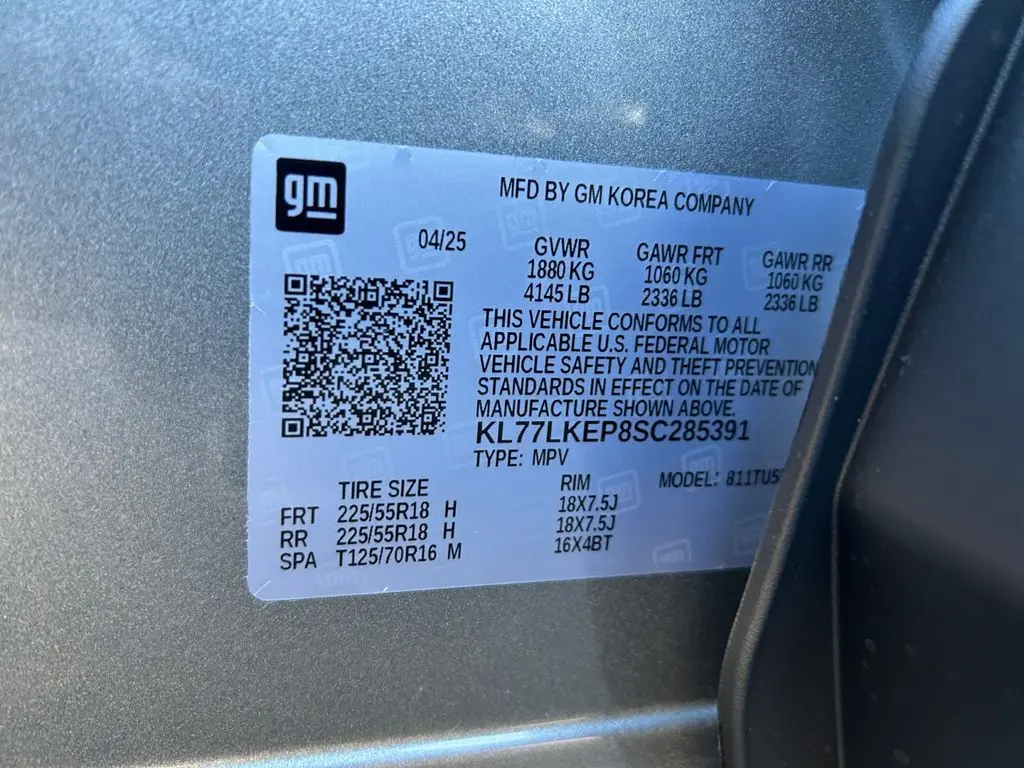 gm
MFD BY GM KOREA COMPANY
04/25 GVWR GAWR FRT GAWR RR
1880 KG 1060 KG 1060 KG
4145 LB 2336 LB 2336 LB
THIS VEHICLE CONFORMS TO ALL
APPLICABLE U.S. FEDERAL MOTOR
VEHICLE SAFETY AND THEFT PREVENTION
STANDARDS IN EFFECT ON THE DATE OF
MANUFACTURE SHOWN ABOVE.
KL77LKEP8SC285391
TYPE: MPV
TIRE SIZE RIM MODEL:
FRT 225/55R18 H 18X7.5J
RR 225/55R18 H 18X7.5J
SPA T125/70R16 M 16X4BT
gm